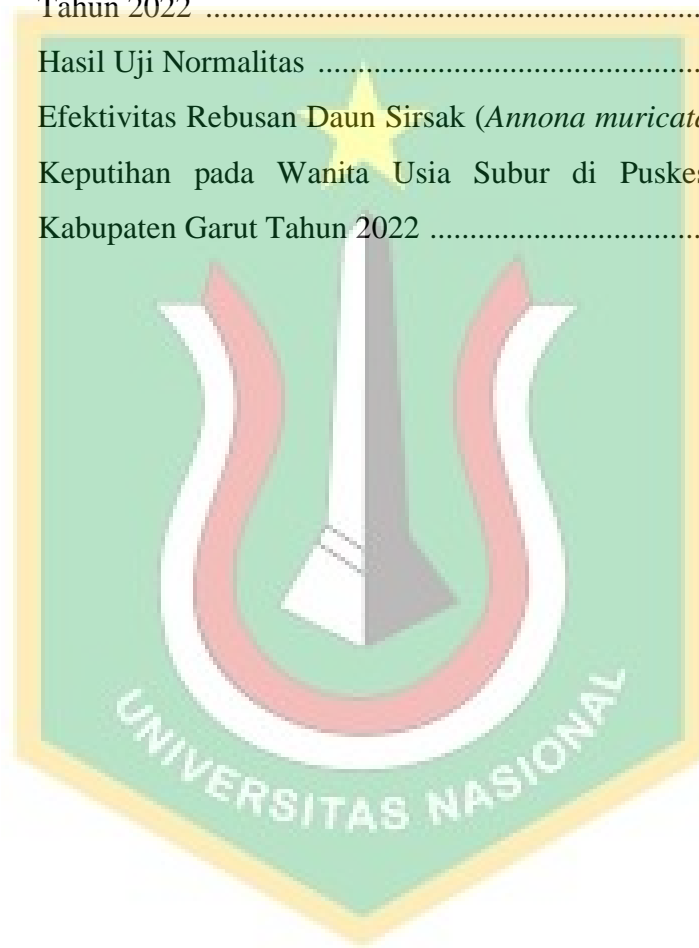 Tahun 2022 ..........................................................
Hasil Uji Normalitas ............................................
Efektivitas Rebusan Daun Sirsak (Annona muricata
Keputihan pada Wanita Usia Subur di Puskes
Kabupaten Garut Tahun 2022 ...............................
UNIVERSITAS NASIONAL